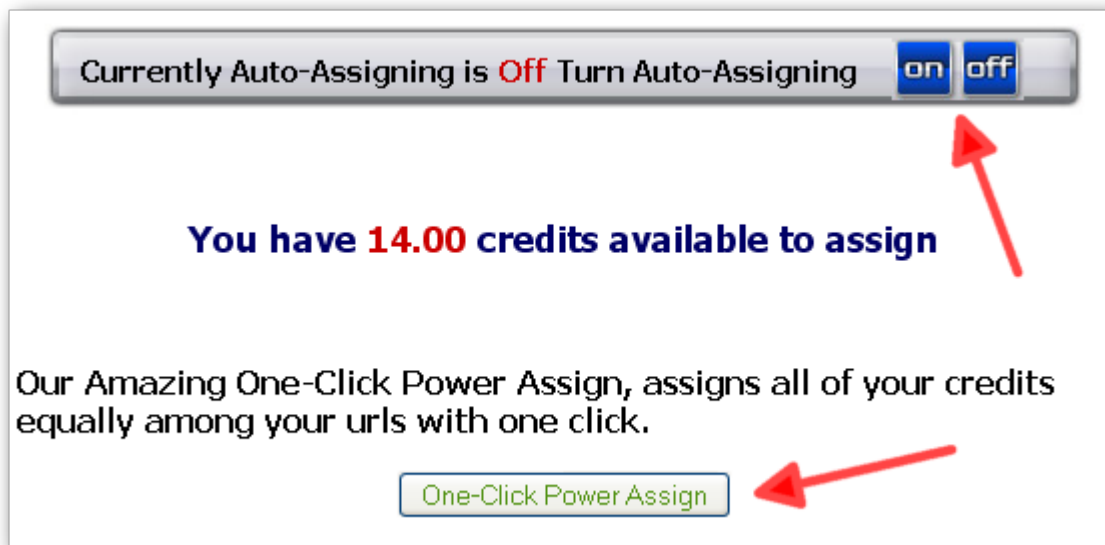 Currently Auto-Assigning is Off Turn Auto-Assigning on off
You have 14.00 credits available to assign
Our Amazing One-Click Power Assign, assigns all of your credits
equally among your urls with one click.
One-Click Power Assign